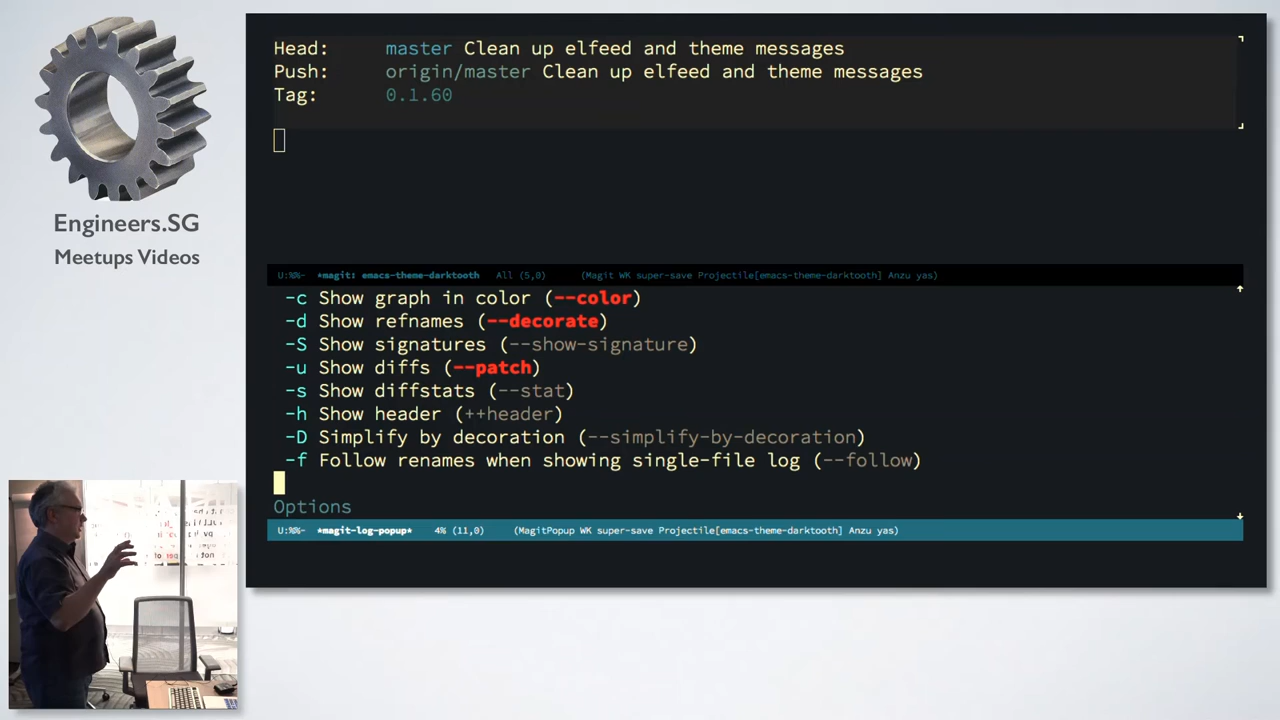 Engineers.SG
Meetups Videos
Head: master Clean up elfeed and theme messages
Push: origin/master Clean up elfeed and theme messages
Tag: 0.1.60
U:%%- *magit: emacs-theme-darktooth All (5,0) (Magit WK super-save Projectile[emacs-theme-darktooth] Anzu yas)
-c Show graph in color (--color)
-d Show refnames (--decorate)
-S Show signatures (--show-signature)
-u Show diffs (--patch)
-s Show diffstats (--stat)
-h Show header (++header)
-D Simplify by decoration (--simplify-by-decoration)
-f Follow renames when showing single-file log (--follow)
Options
U:%%- *magit-log-popup* 4% (11,0) (MagitPopup WK super-save Projectile[emacs-theme-darktooth] Anzu yas)